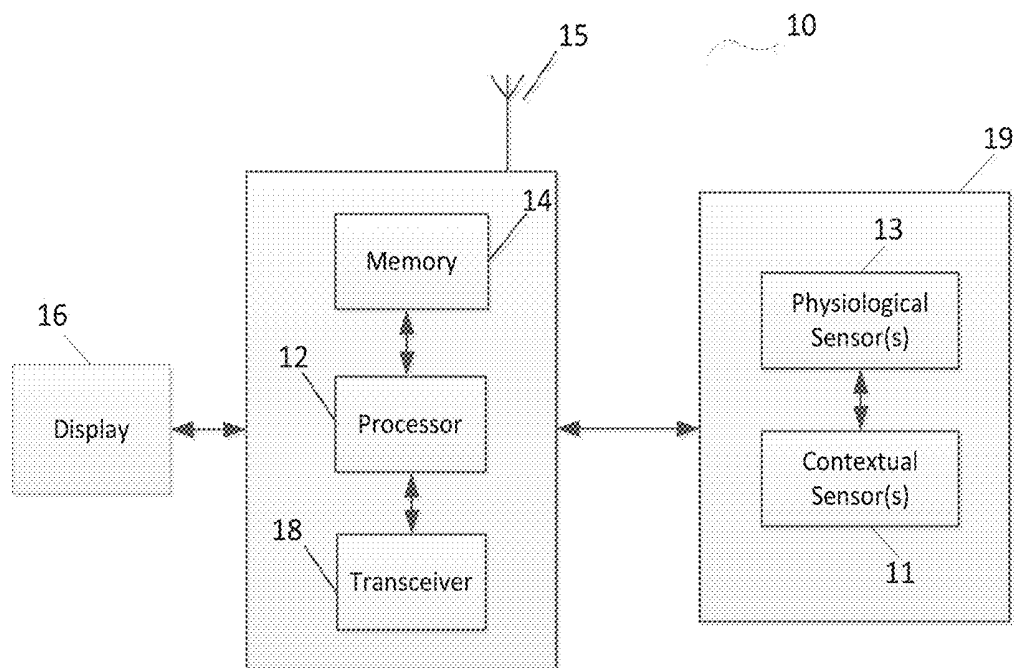 10
15
19
14
Memory
13
Physiological
Sensor(s)
16
12
Display
Processor
Contextual
Sensor(s)
18
11
Transceiver